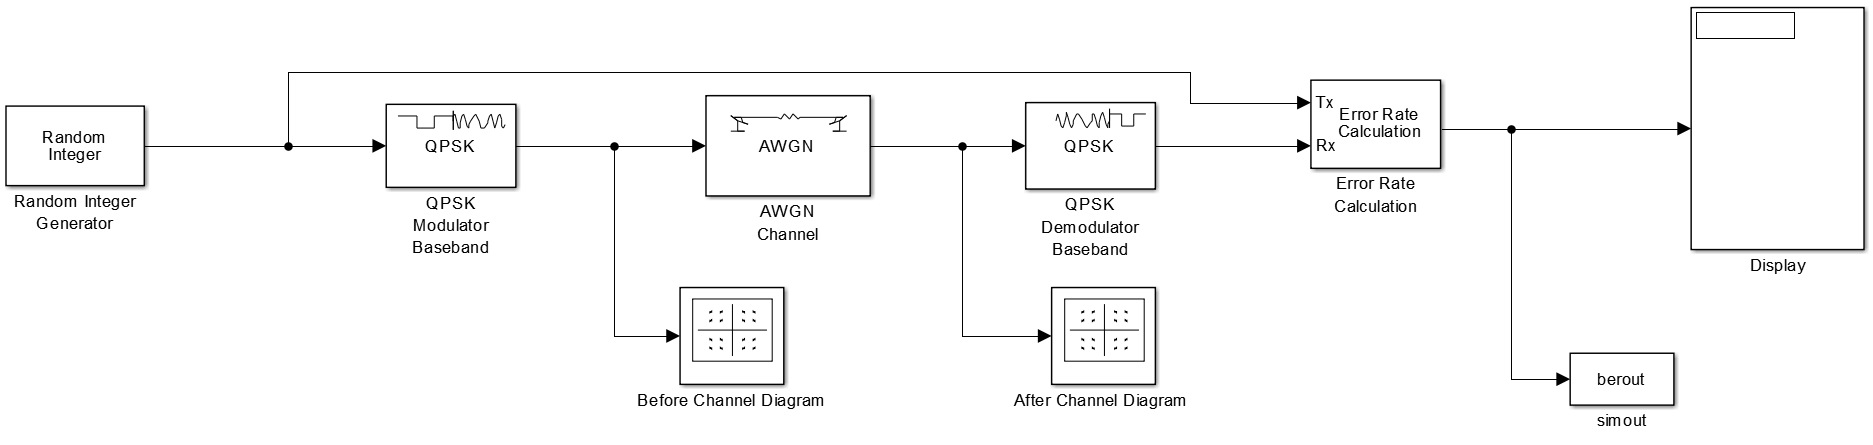 Random
Integer
Random Integer
Generator
QPSK
QPSK
Modulator
Baseband
AWGN
AWGN
Channel
QPSK
QPSK
Demodulator
Baseband
Tx
Rx
Error Rate
Calculation
Error Rate
Calculation
Display
Before Channel Diagram
After Channel Diagram
berout
simout